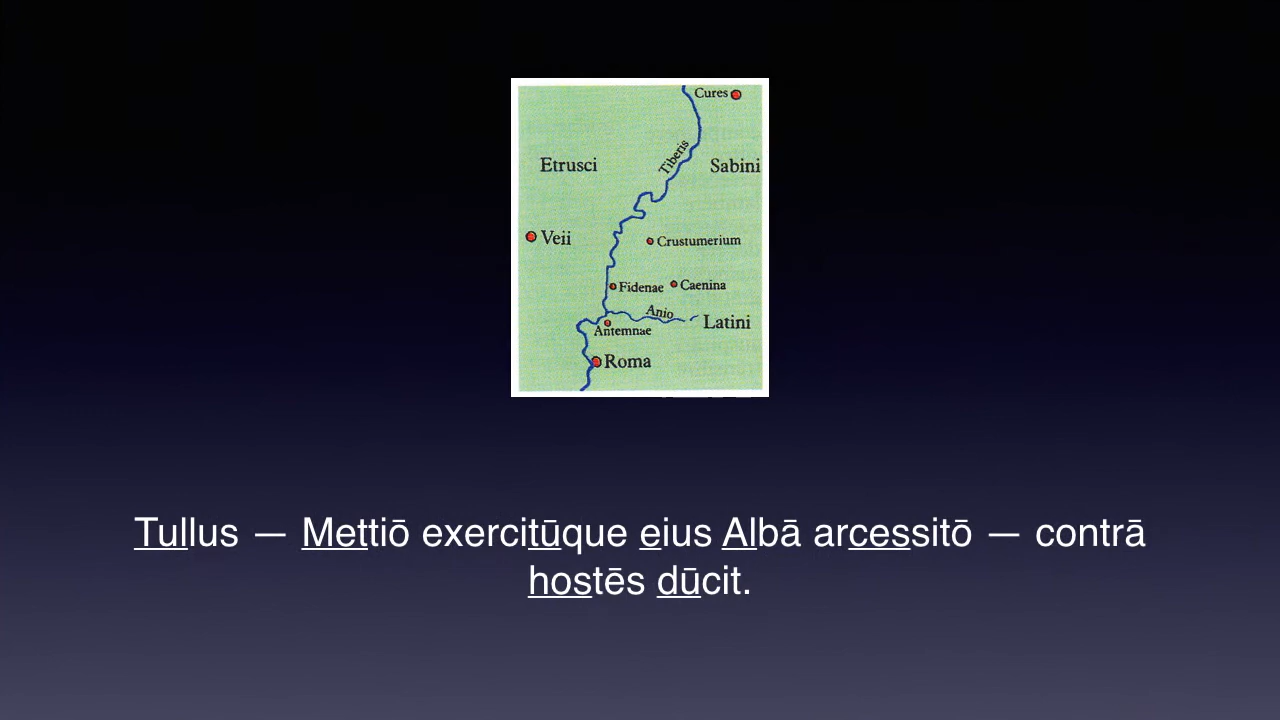 Cures
Tiberis
Etrusci
Sabini
Veii
Crustumerium
Fidenae
Caenina
Anio
Latini
Antemnae
Roma
Tullus — Mettiō exercitūque eius Albā arcessitō — contrā
hostēs dūcit.